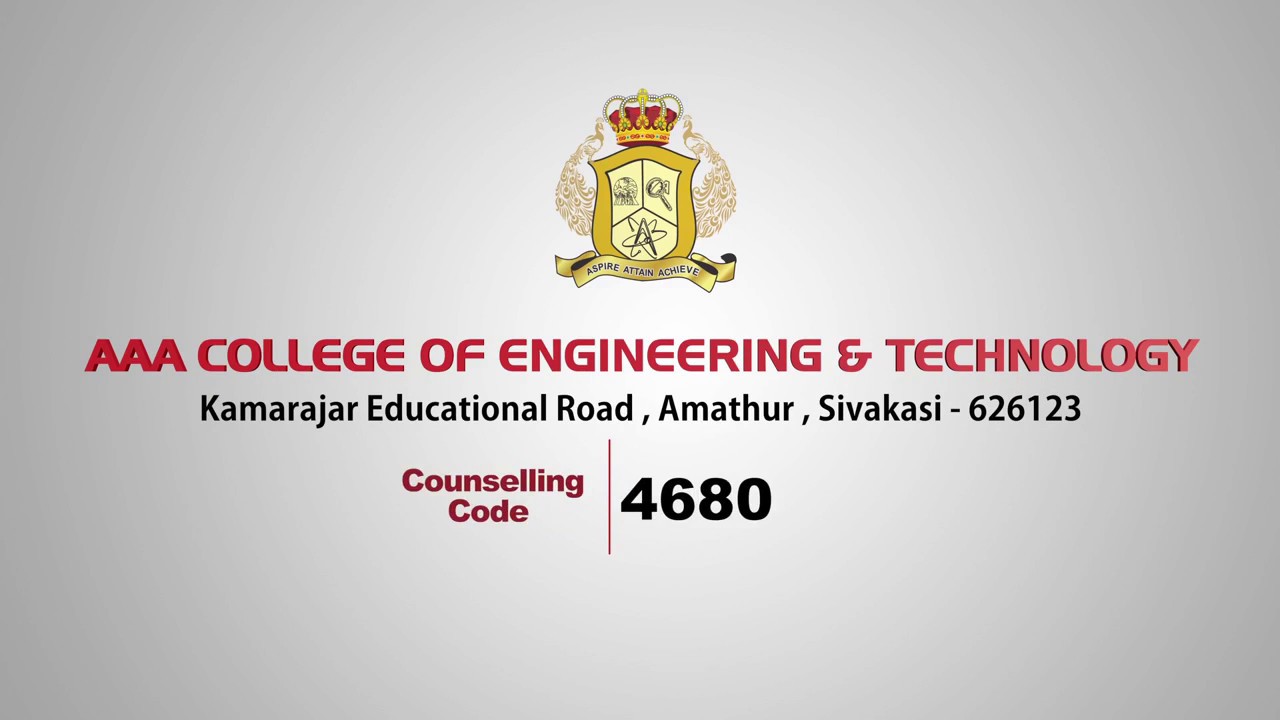 ASPIRE ATTAIN ACHIEVE
AAA COLLEGE OF ENGINEERING & TECHNOLOGY
Kamarajar Educational Road , Amathur , Sivakasi - 626123
Counselling
Code
4680